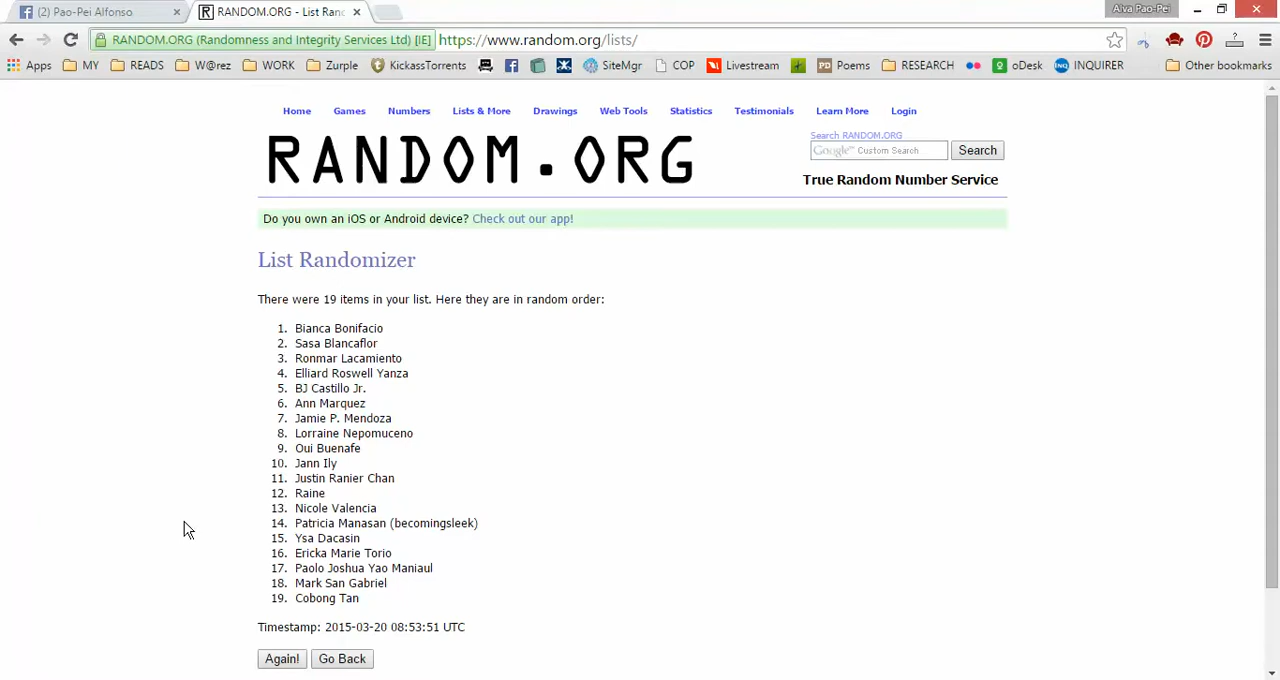 (2) Pao-Pei Alfonso
RANDOM.ORG - List Ran
Alva Pao-Pei
RANDOM.ORG (Randomness and Integrity Services Ltd) [IE] https://www.random.org/lists/
Apps MY READS W@rez WORK Zurple KickassTorrents SiteMgr COP Livestream Poems RESEARCH oDesk INQUIRER Other bookmarks
Home Games Numbers Lists & More Drawings Web Tools Statistics Testimonials Learn More Login
Search RANDOM.ORG
RANDOM.ORG
Google™ Custom Search Search
True Random Number Service
Do you own an iOS or Android device? Check out our app!
List Randomizer
There were 19 items in your list. Here they are in random order:
1. Bianca Bonifacio
2. Sasa Blancaflor
3. Ronmar Lacamiento
4. Elliard Roswell Yanza
5. BJ Castillo Jr.
6. Ann Marquez
7. Jamie P. Mendoza
8. Lorraine Nepomuceno
9. Oui Buenafe
10. Jann Ily
11. Justin Ranier Chan
12. Raine
13. Nicole Valencia
14. Patricia Manasan (becomingsleek)
15. Ysa Dacasin
16. Ericka Marie Torio
17. Paolo Joshua Yao Maniaul
18. Mark San Gabriel
19. Cobong Tan
Timestamp: 2015-03-20 08:53:51 UTC
Again! Go Back